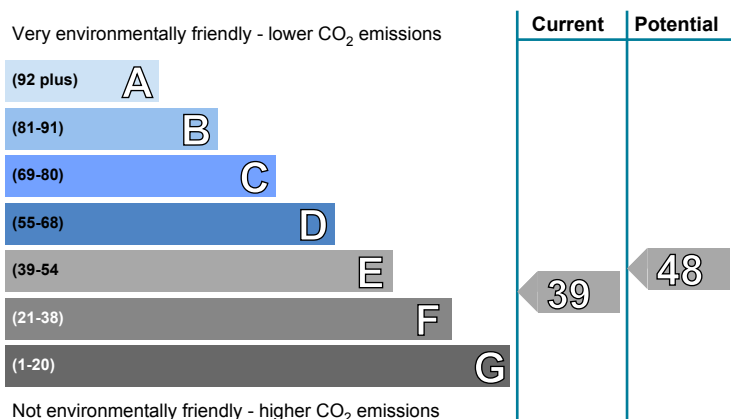 Current Potential
Very environmentally friendly - lower CO2 emissions
(92 plus) A
(81-91) B
(69-80) C
(55-68) D
(39-54 E
39 48
(21-38) F
(1-20) G
Not environmentally friendly - higher CO2 emissions